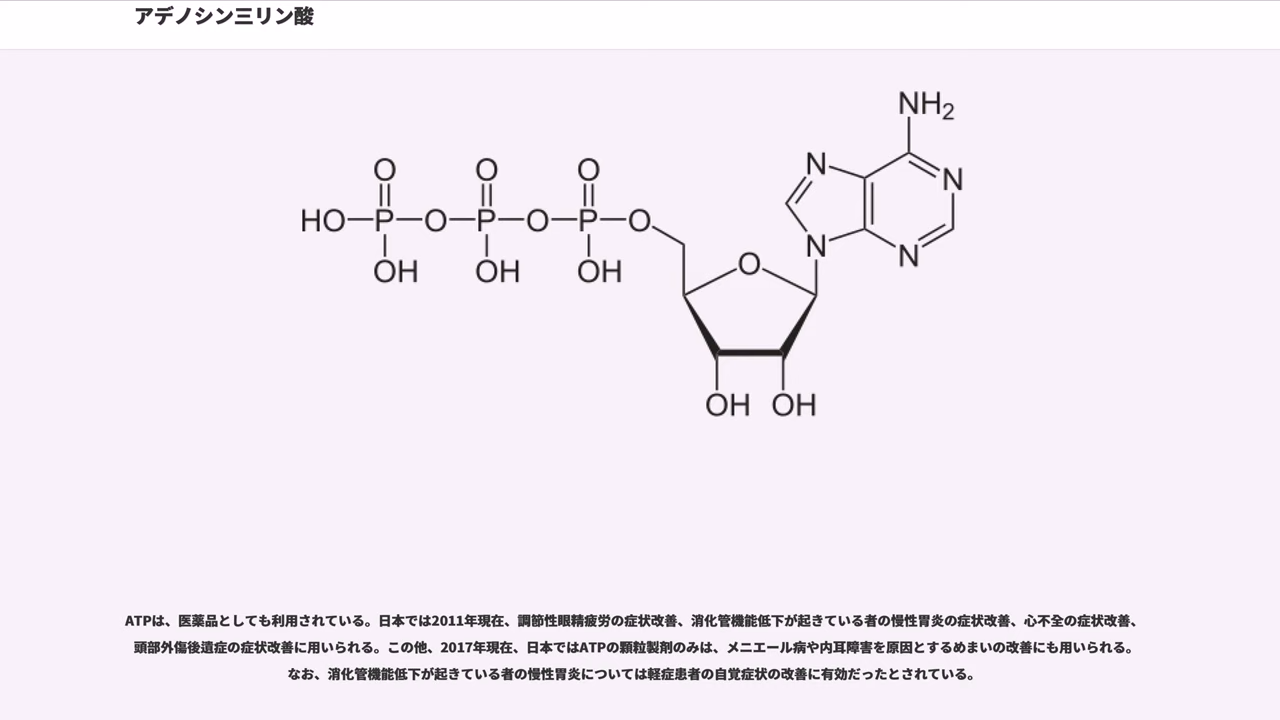 アデノシン三リン酸
NH2
N
N
O O O
HO P O P O P O
N
N
OH OH OH
O
OH OH
ATPは、医薬品としても利用されている。日本では2011年現在、調節性眼精疲労の症状改善、消化管機能低下が起きている者の慢性胃炎の症状改善、心不全の症状改善、
頭部外傷後遺症の症状改善に用いられる。この他、2017年現在、日本ではATPの顆粒製剤のみは、メニエール病や内耳障害を原因とするめまいの改善にも用いられる。
なお、消化管機能低下が起きている者の慢性胃炎については軽症患者の自覚症状の改善に有効だったとされている。